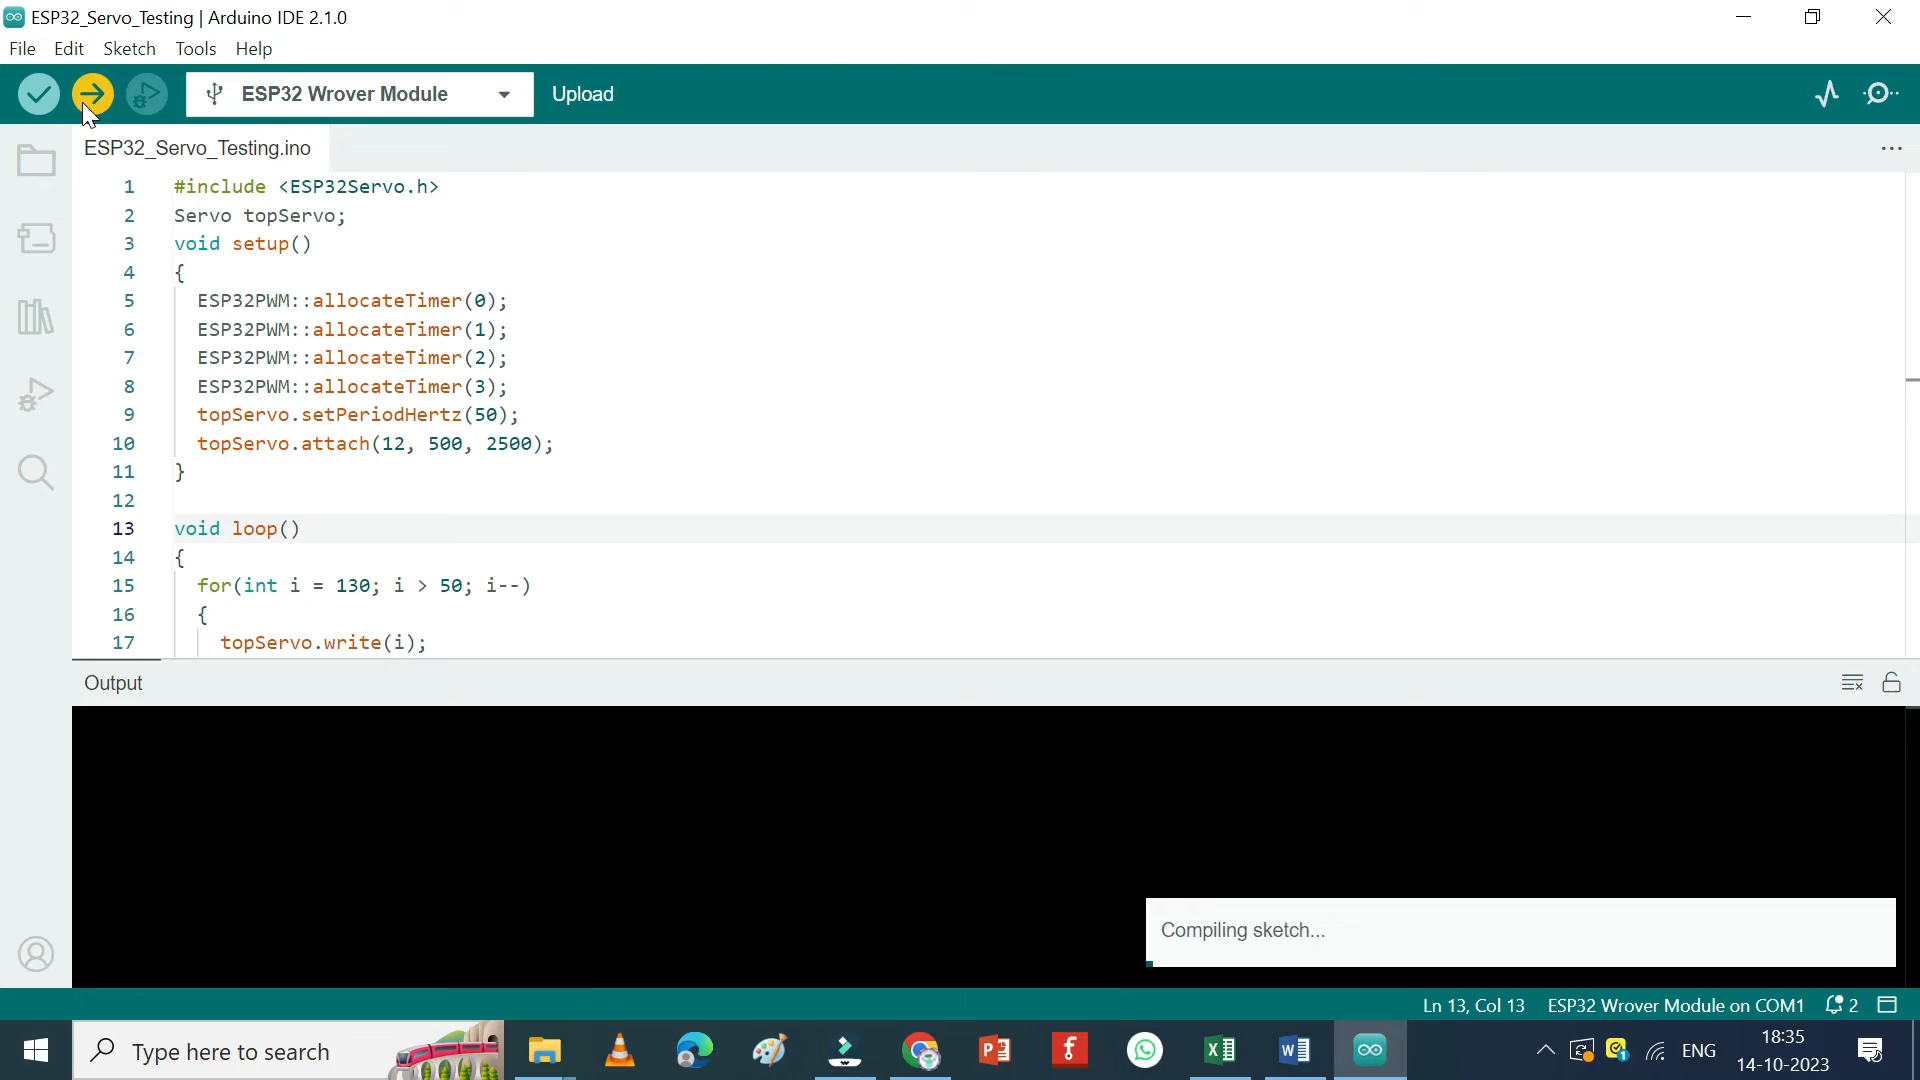 ESP32_Servo_Testing | Arduino IDE 2.1.0
File Edit Sketch Tools Help
ESP32 Wrover Module Upload
ESP32_Servo_Testing.ino
1 #include <ESP32Servo.h>
2 Servo topServo;
3 void setup()
4 {
5 ESP32PWM::allocateTimer(0);
6 ESP32PWM::allocateTimer(1);
7 ESP32PWM::allocateTimer(2);
8 ESP32PWM::allocateTimer(3);
9 topServo.setPeriodHertz(50);
10 topServo.attach(12, 500, 2500);
11 }
12
13 void loop()
14 {
15 for(int i = 130; i > 50; i--)
16 {
17 topServo.write(i);
Output
Compiling sketch...
Ln 13, Col 13 ESP32 Wrover Module on COM1 2
Type here to search
ENG
18:35
14-10-2023